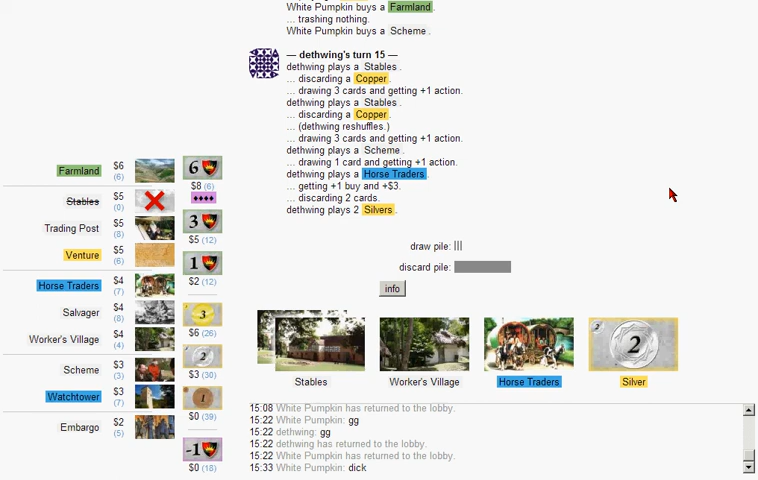 White Pumpkin buys a Farmland.
... trashing nothing.
White Pumpkin buys a Scheme.
— dethwing's turn 15 —
dethwing plays a Stables.
... discarding a Copper.
... drawing 3 cards and getting +1 action.
dethwing plays a Stables.
... discarding a Copper.
... (dethwing reshuffles.)
... drawing 3 cards and getting +1 action.
dethwing plays a Scheme.
... drawing 1 card and getting +1 action.
dethwing plays a Horse Traders.
... getting +1 buy and +$3.
... discarding 2 cards.
dethwing plays 2 Silvers.
Farmland $6 (6)
6 $8 (6)
Stables $5 (0)
Trading Post $5 (8)
3 $5 (12)
Venture $5 (6)
1 $2 (12)
Horse Traders $4 (7)
Salvager $4 (8)
3 $6 (26)
Worker's Village $4 (4)
2 $3 (30)
Scheme $3 (3)
Watchtower $3 (7)
1 $0 (39)
Embargo $2 (5)
-1 $0 (18)
draw pile:
discard pile:
info
2 2
Stables Worker's Village Horse Traders Silver
15:08 White Pumpkin has returned to the lobby.
15:22 White Pumpkin: gg
15:22 dethwing: gg
15:22 dethwing has returned to the lobby.
15:22 White Pumpkin has returned to the lobby.
15:33 White Pumpkin: dick